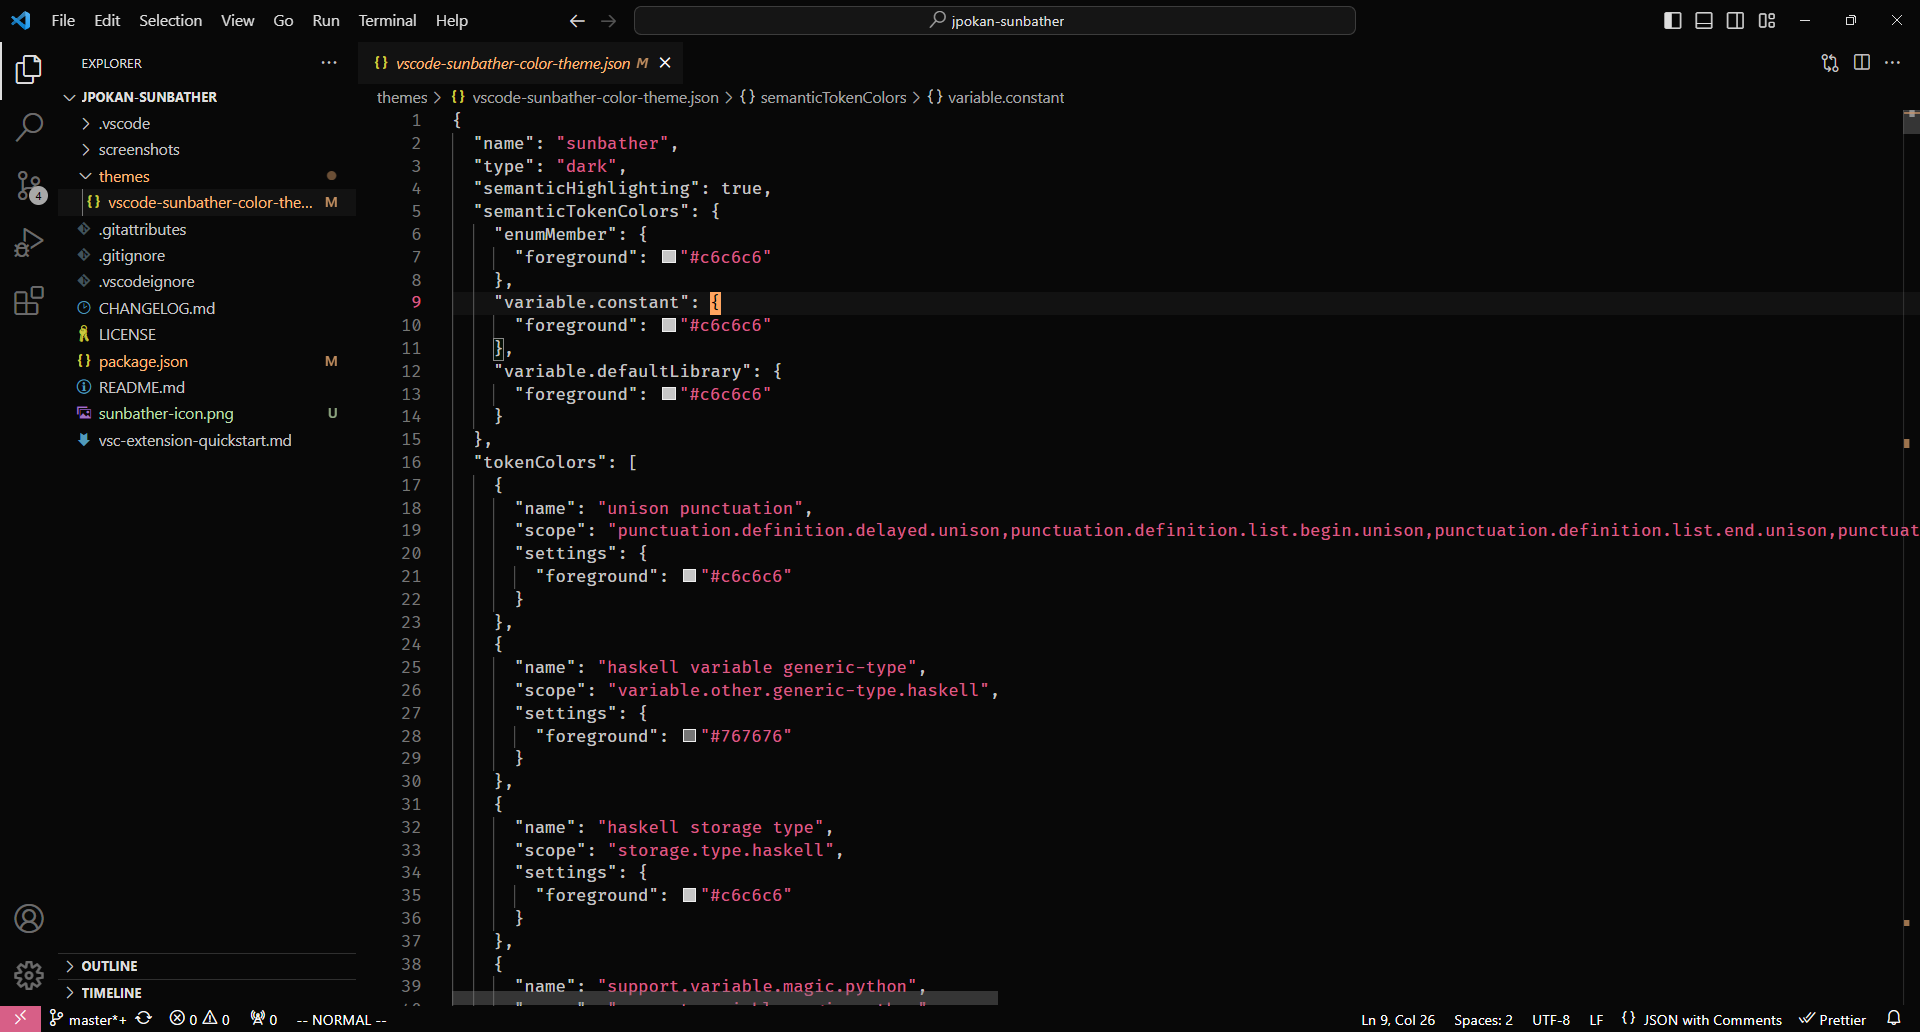 File Edit Selection View Go Run Terminal Help
jpokan-sunbather
EXPLORER
JPOKAN-SUNBATHER
.vscode
screenshots
themes
{} vscode-sunbather-color-the... M
.gitattributes
.gitignore
.vscodeignore
CHANGELOG.md
LICENSE
{} package.json M
README.md
sunbather-icon.png U
vsc-extension-quickstart.md
OUTLINE
TIMELINE
4
{} vscode-sunbather-color-theme.json M
themes > {} vscode-sunbather-color-theme.json > {} semanticTokenColors > {} variable.constant
1 {
2 "name": "sunbather",
3 "type": "dark",
4 "semanticHighlighting": true,
5 "semanticTokenColors": {
6 "enumMember": {
7 "foreground": "#c6c6c6"
8 },
9 "variable.constant": {
10 "foreground": "#c6c6c6"
11 },
12 "variable.defaultLibrary": {
13 "foreground": "#c6c6c6"
14 }
15 },
16 "tokenColors": [
17 {
18 "name": "unison punctuation",
19 "scope": "punctuation.definition.delayed.unison,punctuation.definition.list.begin.unison,punctuation.definition.list.end.unison,punctuat
20 "settings": {
21 "foreground": "#c6c6c6"
22 }
23 },
24 {
25 "name": "haskell variable generic-type",
26 "scope": "variable.other.generic-type.haskell",
27 "settings": {
28 "foreground": "#767676"
29 }
30 },
31 {
32 "name": "haskell storage type",
33 "scope": "storage.type.haskell",
34 "settings": {
35 "foreground": "#c6c6c6"
36 }
37 },
38 {
39 "name": "support.variable.magic.python",
master*+ 0 0 0 -- NORMAL --
Ln 9, Col 26 Spaces: 2 UTF-8 LF {} JSON with Comments Prettier